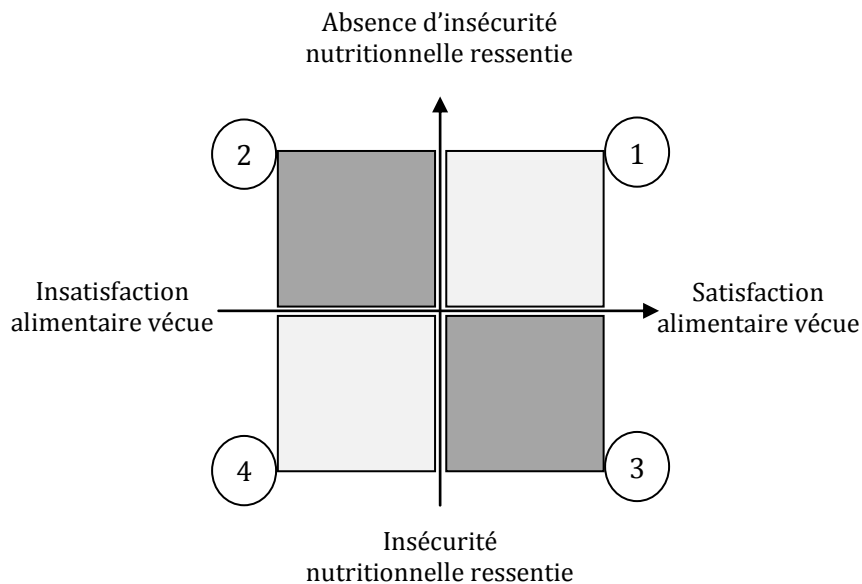 Absence d’insécurité
nutritionnelle ressentie
2
1
Insatisfaction
alimentaire vécue
Satisfaction
alimentaire vécue
4
3
Insécurité
nutritionnelle ressentie